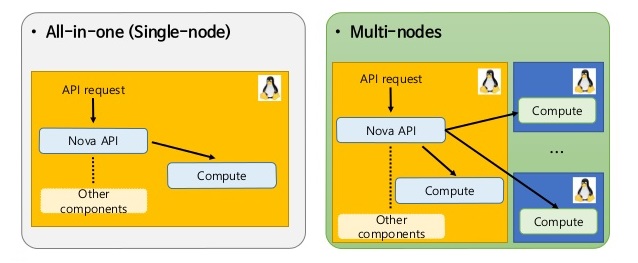 • All-in-one (Single-node)
API request
Nova API
Compute
Other
components
• Multi-nodes
API request
Nova API
Compute
Other
components
Compute
...
Compute